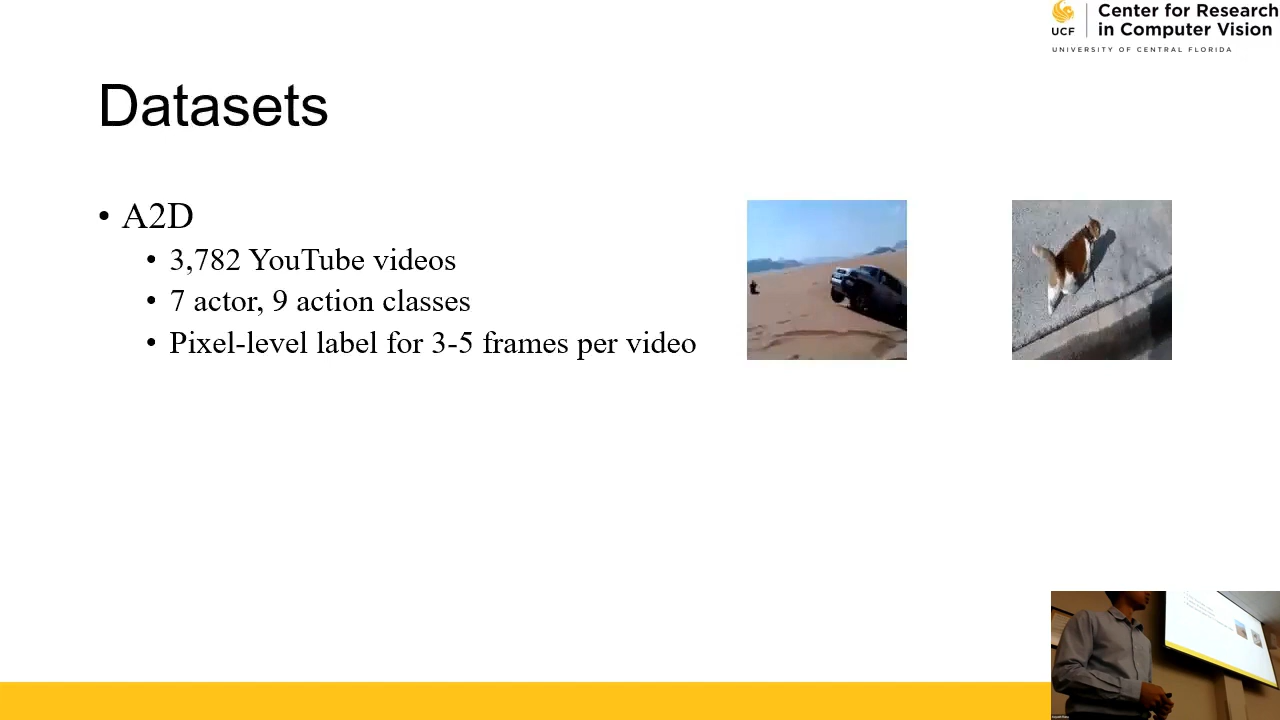 Center for Research
in Computer Vision
UCF
UNIVERSITY OF CENTRAL FLORIDA
Datasets
• A2D
• 3,782 YouTube videos
• 7 actor, 9 action classes
• Pixel-level label for 3-5 frames per video